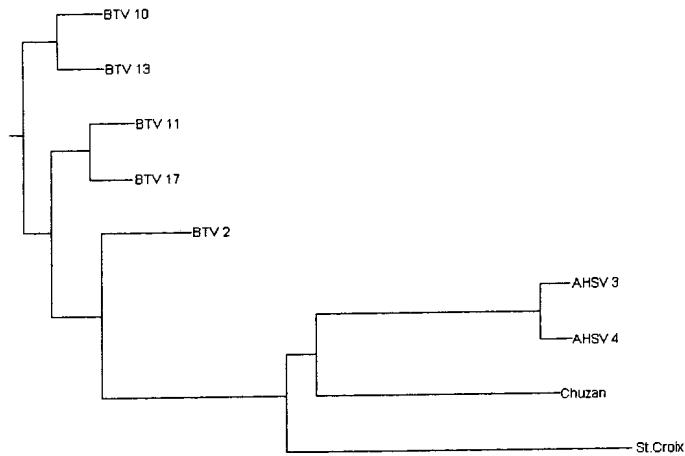 BTV 10
BTV 13
BTV 11
BTV 17
BTV 2
AHSV 3
AHSV 4
Chuzan
St.Croix